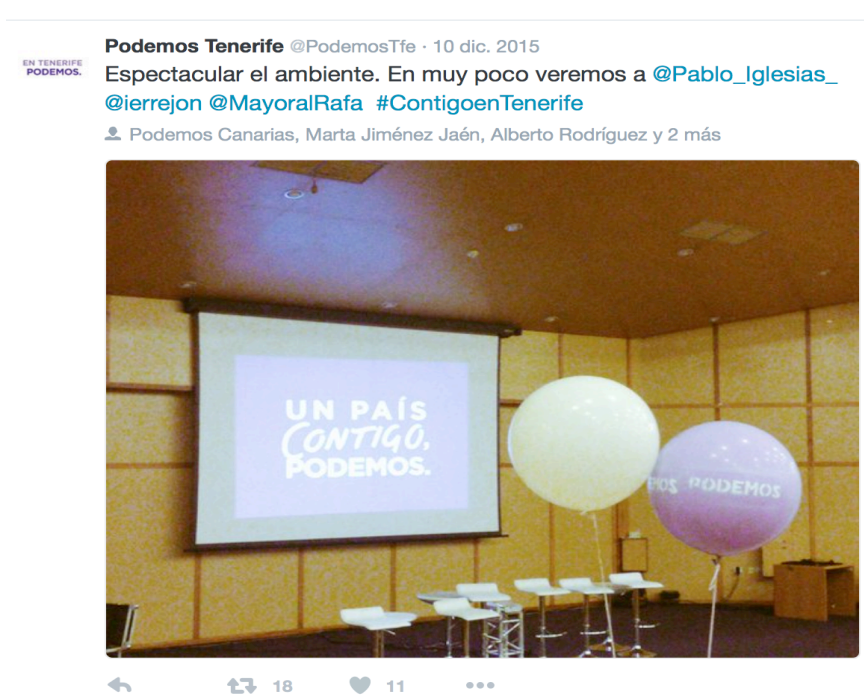 Podemos Tenerife @PodemosTfe · 10 dic. 2015
EN TENERIFE
PODEMOS.
Espectacular el ambiente. En muy poco veremos a @Pablo_Iglesias_
@ierrejon @MayoralRafa #ContigoenTenerife
Podemos Canarias, Marta Jiménez Jaén, Alberto Rodríguez y 2 más
UN PAÍS
CONTIGO,
PODEMOS.
PODEMOS
18
11